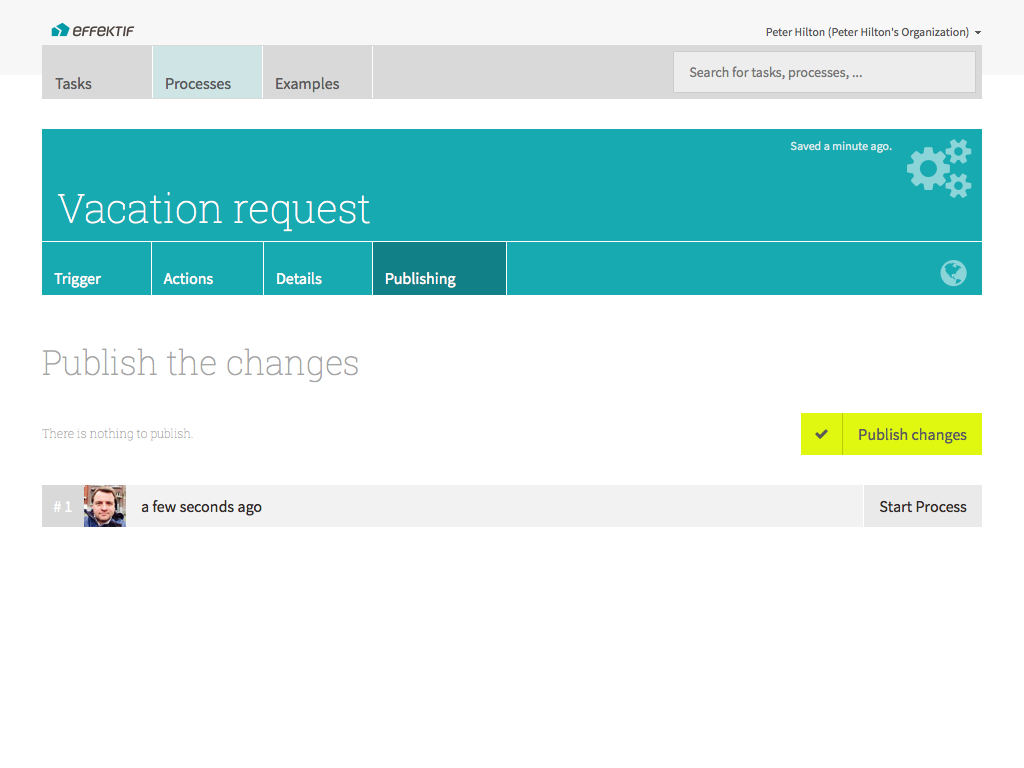 effektif
Peter Hilton (Peter Hilton's Organization)
Tasks
Processes
Examples
Search for tasks, processes, ...
Saved a minute ago.
Vacation request
Trigger
Actions
Details
Publishing
Publish the changes
There is nothing to publish.
Publish changes
# 1
a few seconds ago
Start Process